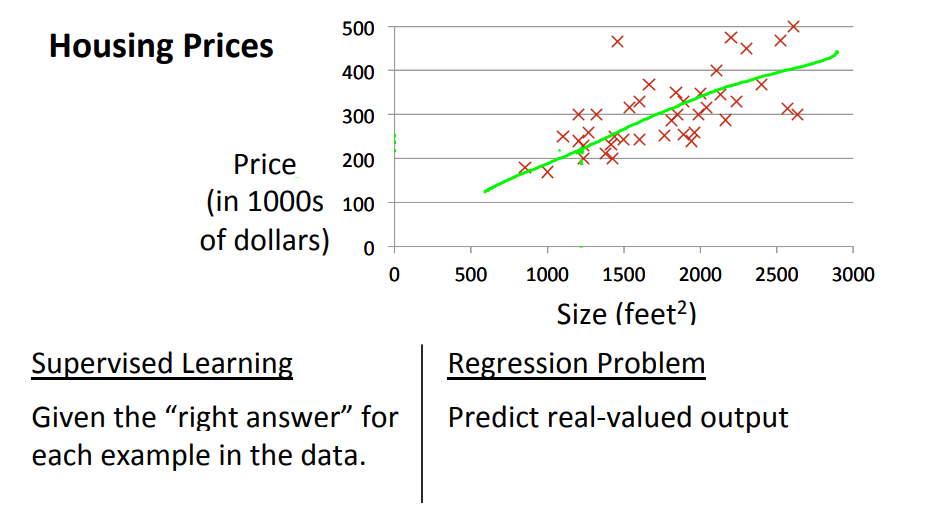 Housing Prices
500
400
300
200
100
0
Price
(in 1000s
of dollars)
0 500 1000 1500 2000 2500 3000
Size (feet²)
Supervised Learning
Given the “right answer” for
each example in the data.
Regression Problem
Predict real-valued output